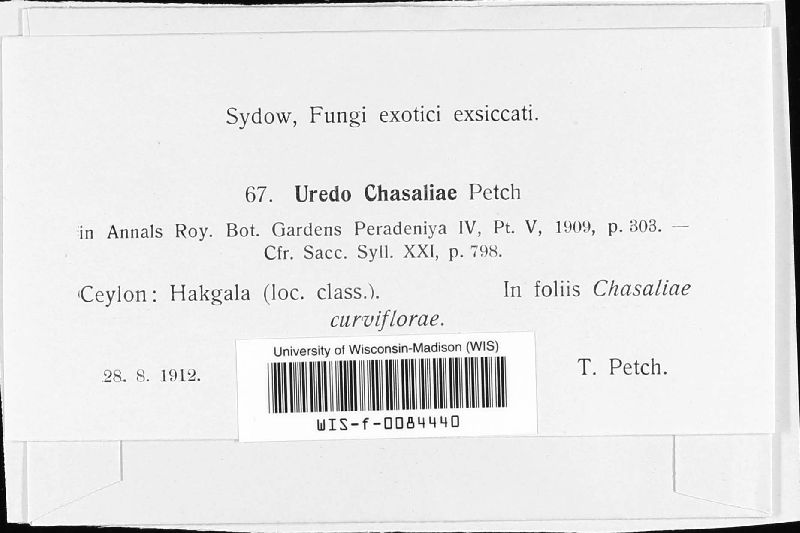 Sydow, Fungi exotici exsiccati.
67. Uredo Chasaliae Petch
in Annals Roy. Bot. Gardens Peradeniya IV, Pt. V, 1909, p. 303. —
Cfr. Sacc. Syll. XXI, p. 798.
Ceylon: Hakgala (loc. class.). In foliis Chasaliae
curviflorae.
28. 8. 1912. T. Petch.
University of Wisconsin-Madison (WIS)
WIS-f-0084440